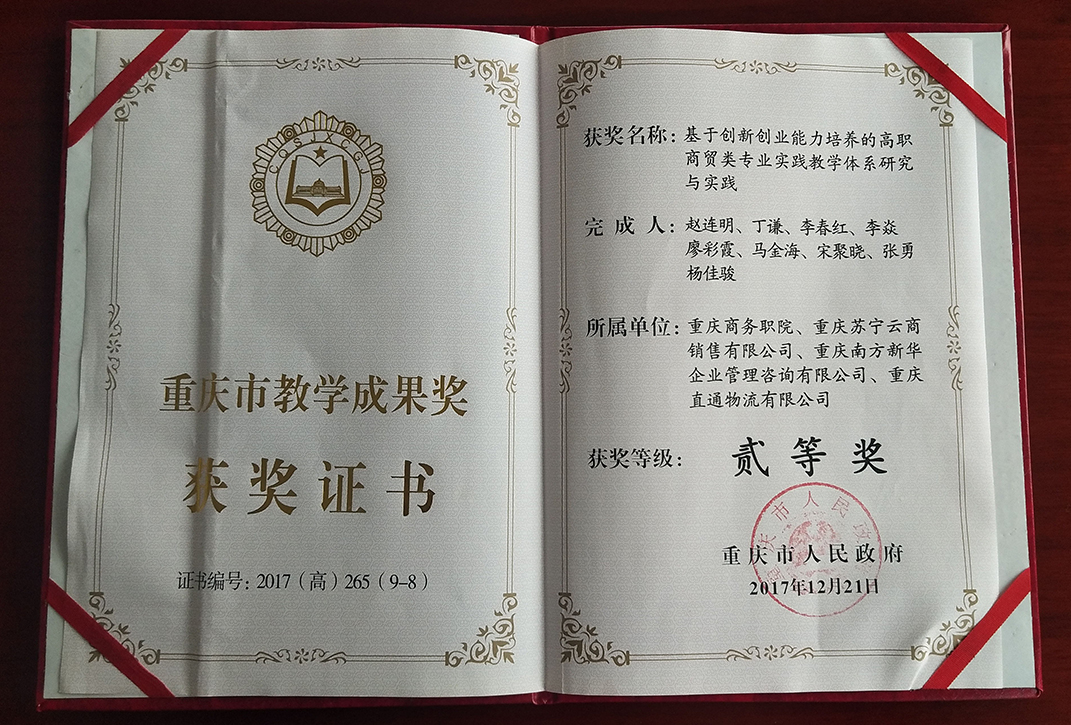 CQSJXCGJ
重庆市教学成果奖
获奖证书
证书编号：2017（高）265（9-8）
获奖名称：基于创新创业能力培养的高职
商贸类专业实践教学体系研究
与实践
完成人：赵连明、丁谦、李春红、李焱
廖彩霞、马金海、宋聚晓、张勇
杨佳骏
所属单位：重庆商务职院、重庆苏宁云商
销售有限公司、重庆南方新华
企业管理咨询有限公司、重庆
直通物流有限公司
获奖等级：贰等奖
重庆市人民政府
重庆市人民政府
2017年12月21日